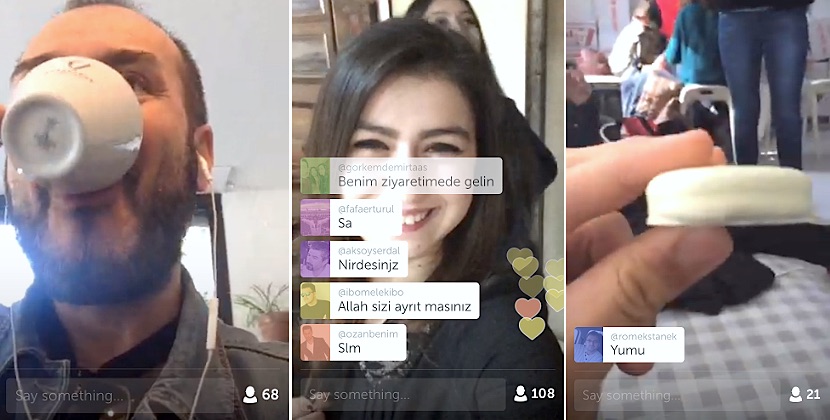 Say something...
68
@gorkemdemirtaas
Benim ziyaretimede gelin
@fafaerturul
Sa
@aksoyserdal
Nirdesinjz
@ibomelekibo
Allah sizi ayrıt masınız
@ozanbenim
Slm
Say something...
108
@romekstanek
Yumu
Say something...
21